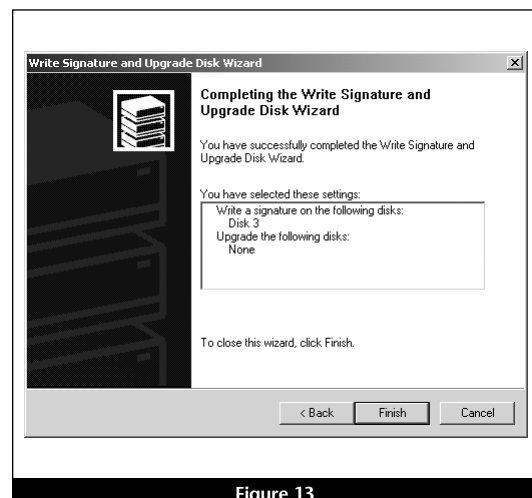 Write Signature and Upgrade Disk Wizard
Completing the Write Signature and
Upgrade Disk Wizard
You have successfully completed the Write Signature and
Upgrade Disk Wizard.
You have selected these settings:
Write a signature on the following disks:
Disk 3
Upgrade the following disks:
None
To close this wizard, click Finish.
< Back Finish Cancel
Figure 13